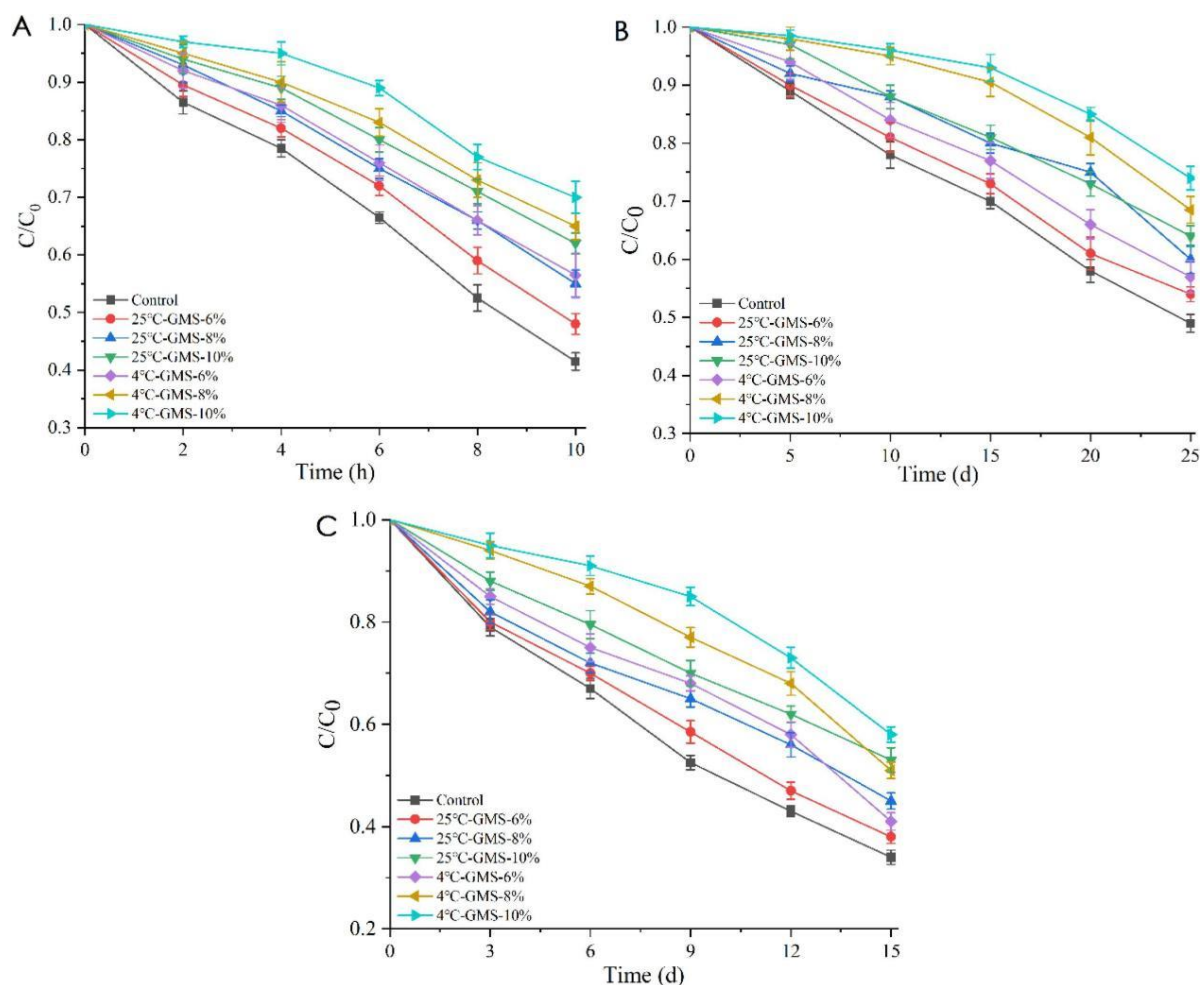 A
C/C0
1.0
0.9
0.8
0.7
0.6
0.5
0.4
0.3
Control
25℃-GMS-6%
25℃-GMS-8%
25℃-GMS-10%
4℃-GMS-6%
4℃-GMS-8%
4℃-GMS-10%
0 2 4 6 8 10
Time (h)
B
C/C0
1.0
0.9
0.8
0.7
0.6
0.5
0.4
0.3
Control
25℃-GMS-6%
25℃-GMS-8%
25℃-GMS-10%
4℃-GMS-6%
4℃-GMS-8%
4℃-GMS-10%
0 5 10 15 20 25
Time (d)
C
C/C0
1.0
0.8
0.6
0.4
0.2
Control
25℃-GMS-6%
25℃-GMS-8%
25℃-GMS-10%
4℃-GMS-6%
4℃-GMS-8%
4℃-GMS-10%
0 3 6 9 12 15
Time (d)